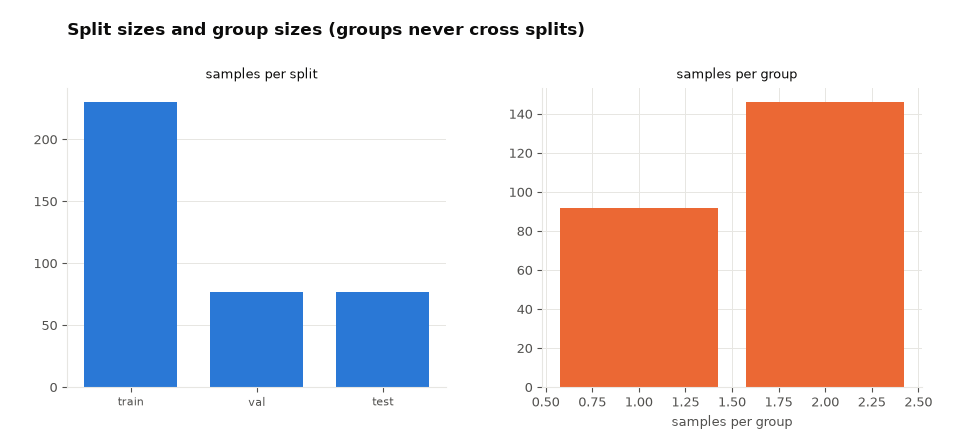 Split sizes and group sizes (groups never cross splits)
samples per split
200
150
100
50
0
train val test
samples per group
140
120
100
80
60
40
20
0
0.50 0.75 1.00 1.25 1.50 1.75 2.00 2.25 2.50
samples per group